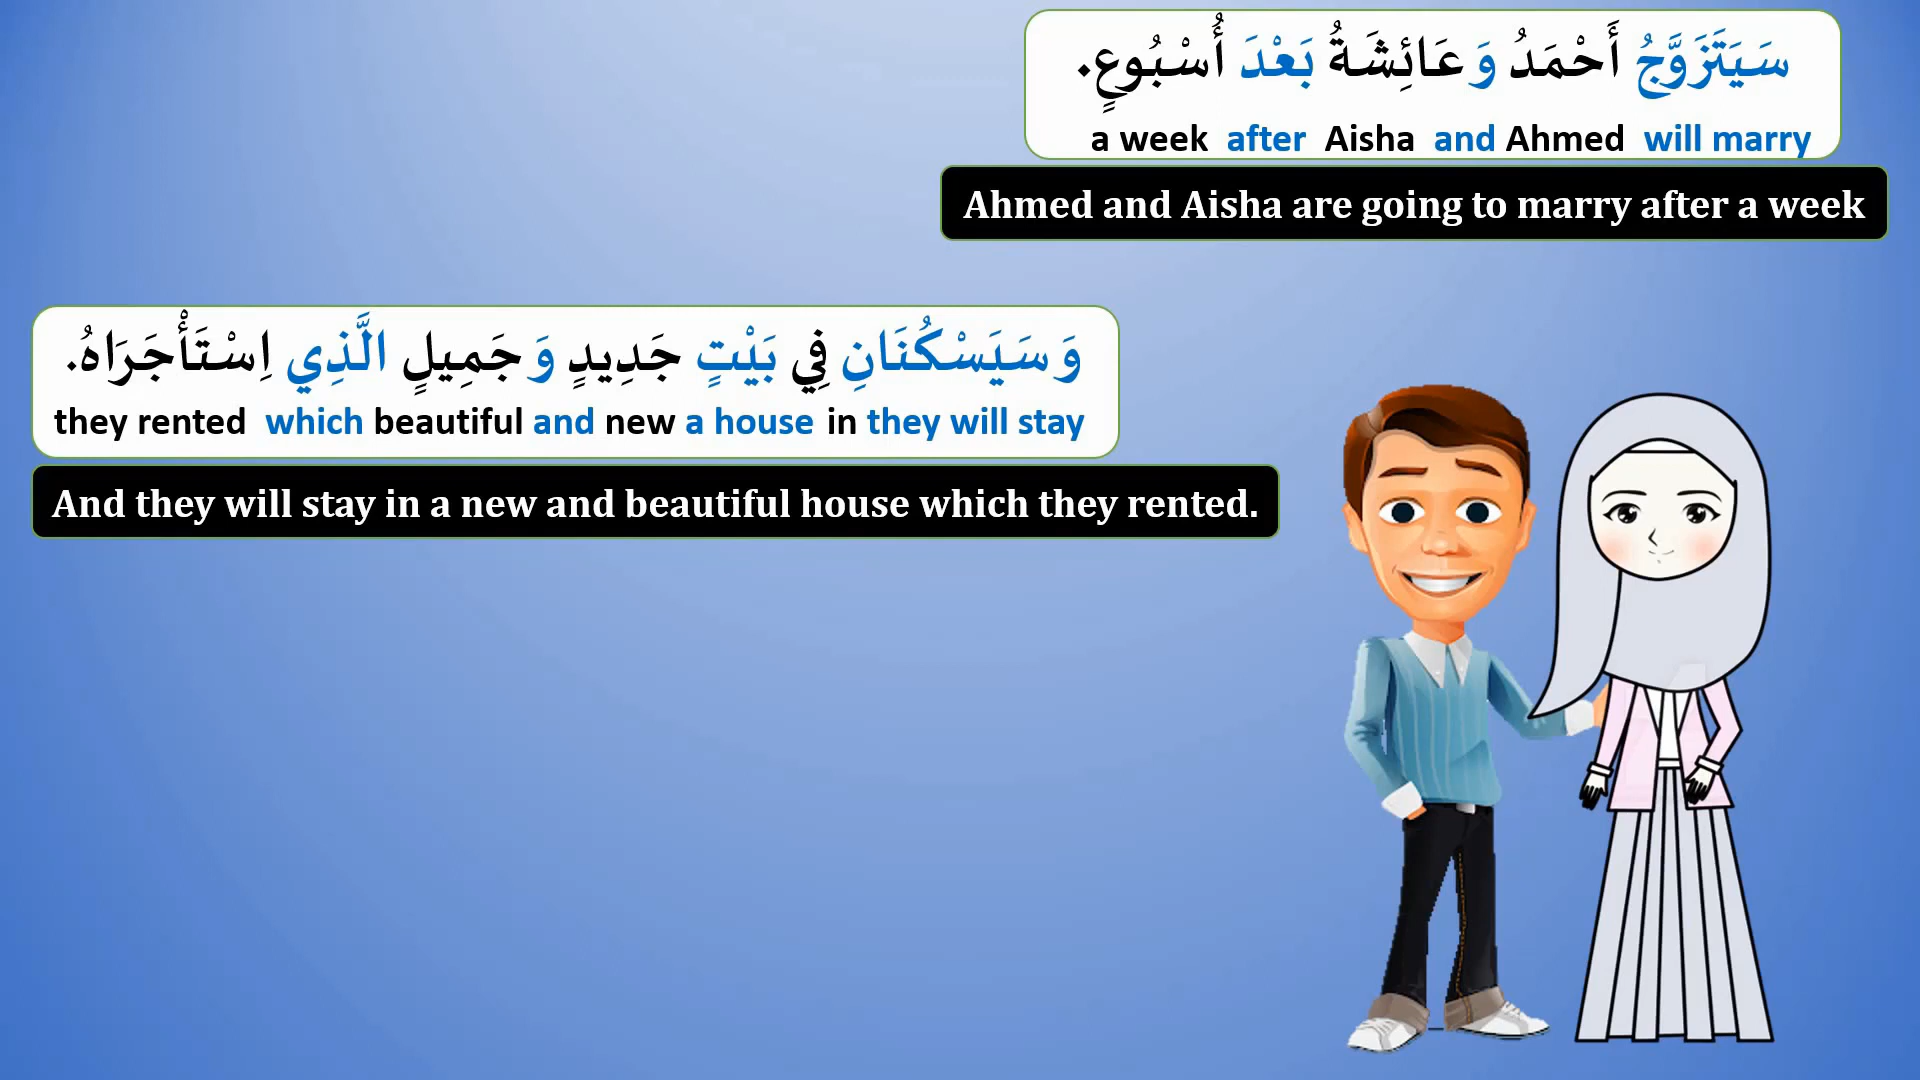 سَيَتَزَوَّجُ أَحْمَدُ وَ عَائِشَةُ بَعْدَ أُسْبُوعٍ.
a week after Aisha and Ahmed will marry
Ahmed and Aisha are going to marry after a week
وَ سَيَسْكُنَانِ فِي بَيْتٍ جَدِيدٍ وَ جَمِيلٍ الَّذِي اِسْتَأْجَرَاهُ.
they rented which beautiful and new a house in they will stay
And they will stay in a new and beautiful house which they rented.